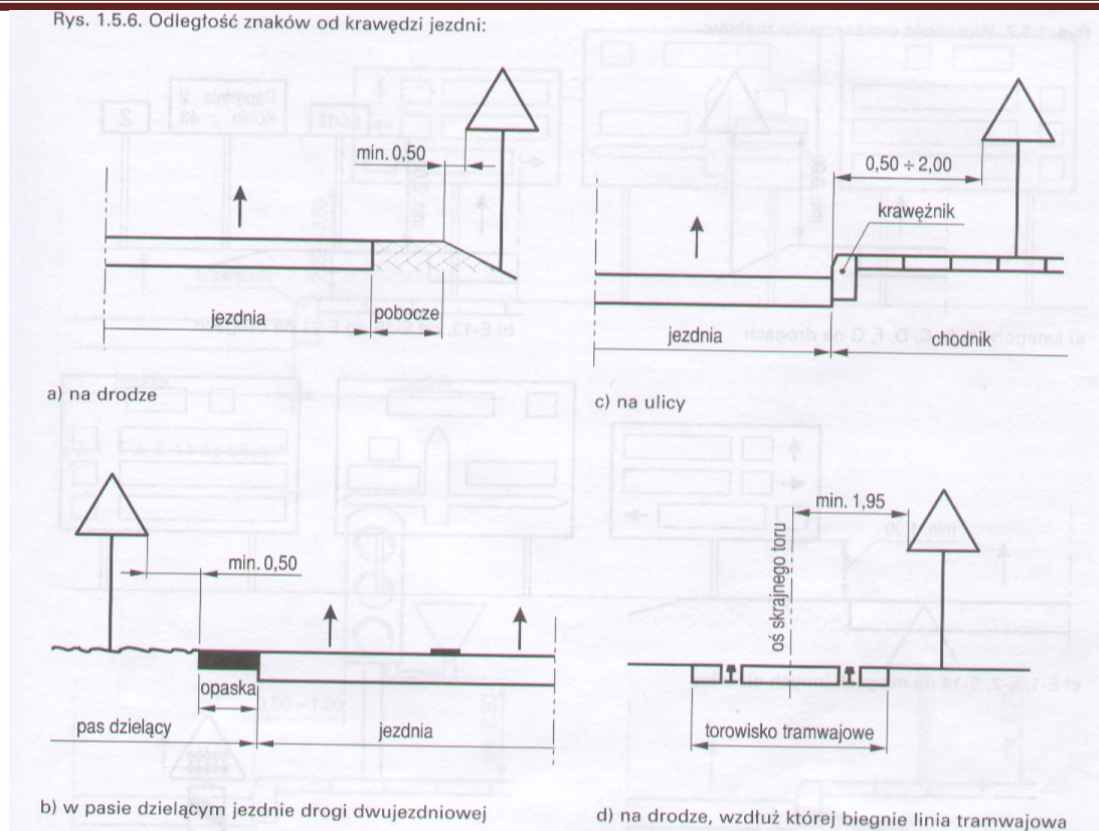 Rys. 1.5.6. Odległość znaków od krawędzi jezdni:
min. 0,50
jezdnia
pobocze
a) na drodze
0,50 ÷ 2,00
krawężnik
jezdnia
chodnik
c) na ulicy
min. 0,50
opaska
pas dzielący
jezdnia
b) w pasie dzielącym jezdnie drogi dwujezdniowej
min. 1,95
oś skrajnego toru
torowisko tramwajowe
d) na drodze, wzdłuż której biegnie linia tramwajowa